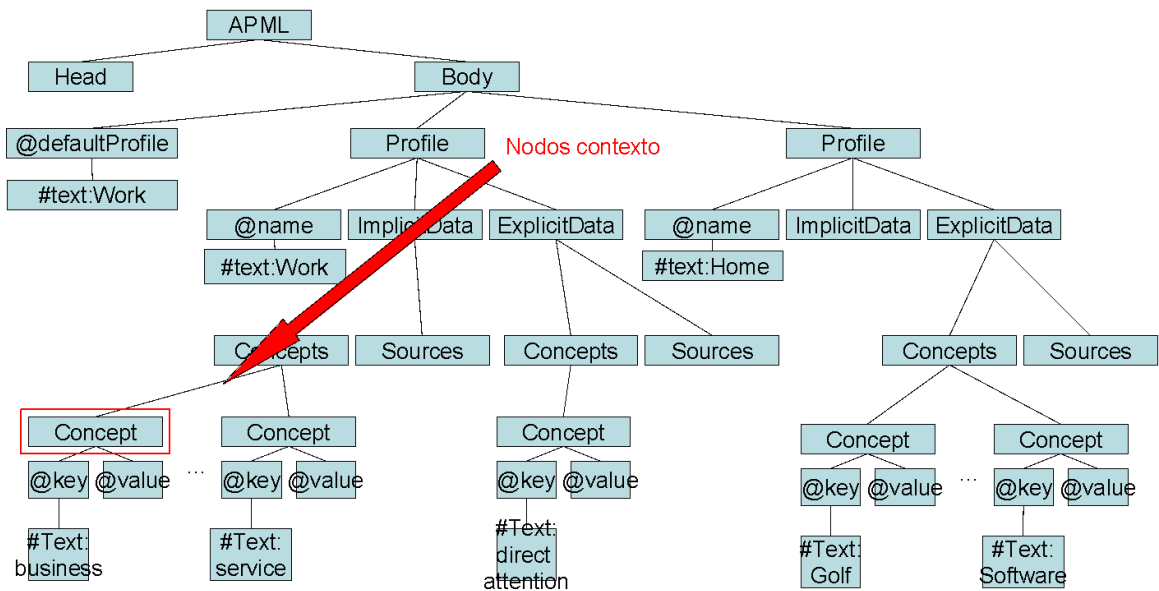 APML
Head
Body
@defaultProfile
Profile
Nodos contexto
Profile
#text:Work
@name
ImplicitData
ExplicitData
@name
ImplicitData
ExplicitData
#text:Work
#text:Home
Concepts
Sources
Concepts
Sources
Concepts
Sources
Concept
Concept
Concept
Concept
Concept
@key
@value
...
@key
@value
@key
@value
@key
@value
...
@key
@value
#Text:
business
#Text:
service
#Text:
direct
attention
#Text:
Golf
#Text:
Software